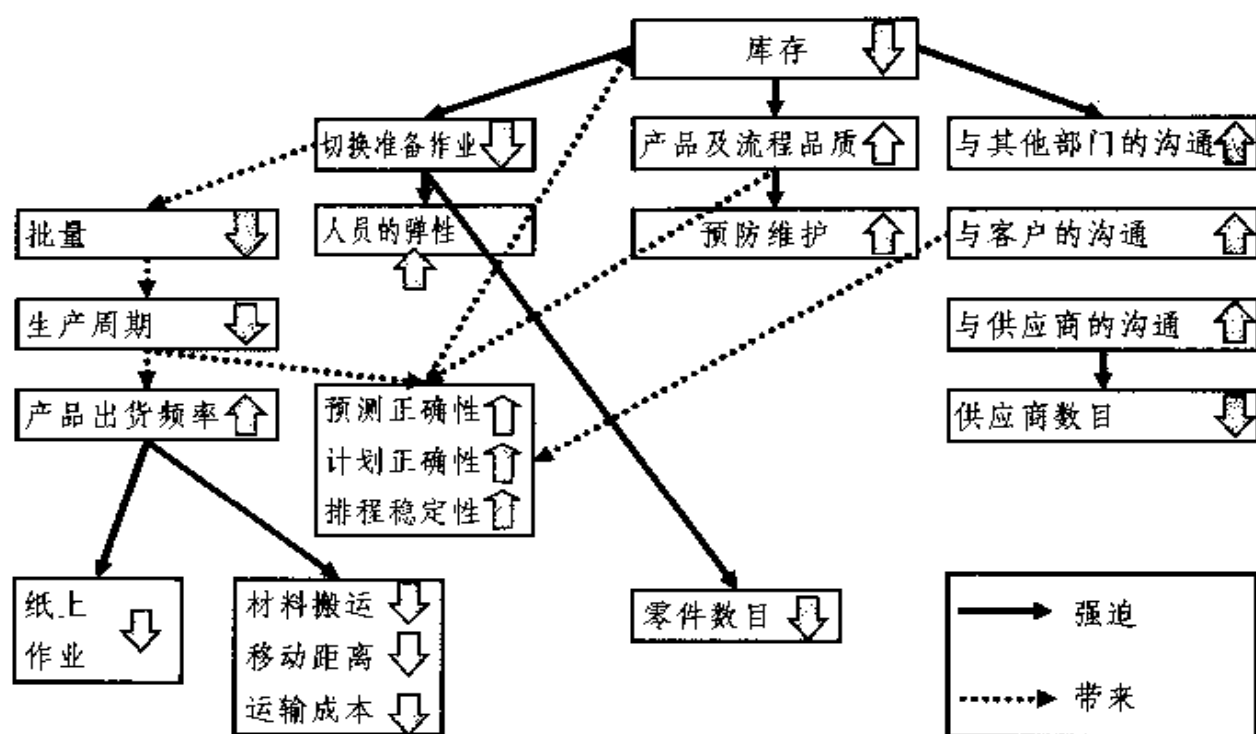 库存
切换准备作业
产品及流程品质
与其他部门的沟通
批量
人员的弹性
预防维护
与客户的沟通
生产周期
与供应商的沟通
产品出货频率
预测正确性
计划正确性
排程稳定性
供应商数目
纸上
作业
材料搬运
移动距离
运输成本
零件数目
强迫
带来